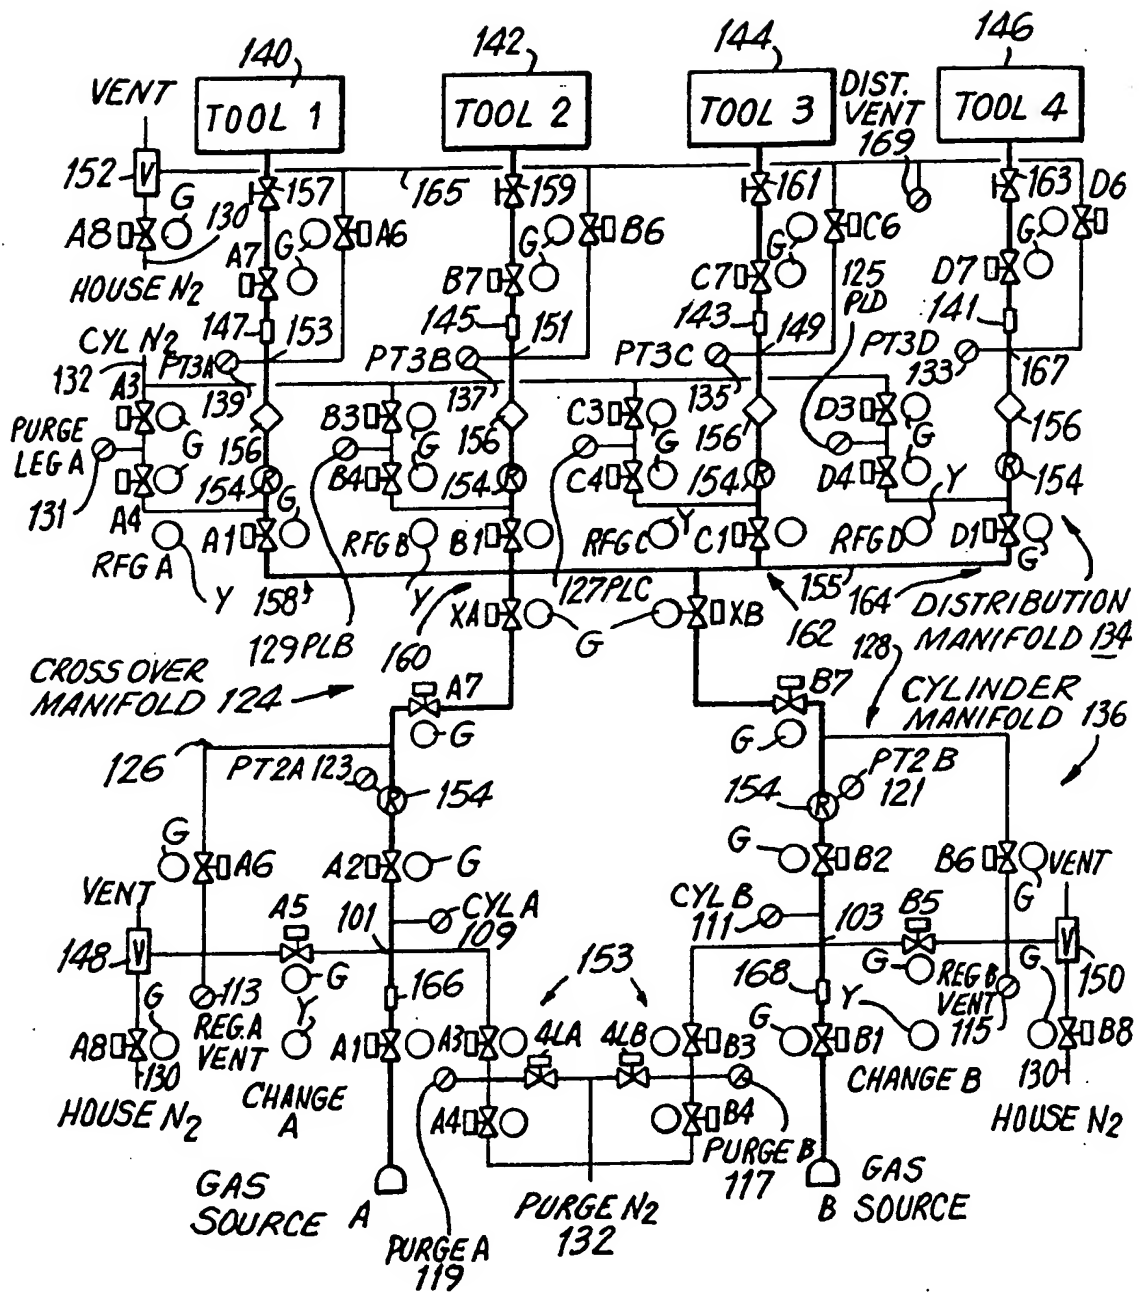 140
142
144
146
VENT
TOOL 1
TOOL 2
TOOL 3
DIST.
VENT
169
TOOL 4
152
V
G
130
157
165
159
161
163
D6
A8
A7
G
A6
G
B6
G
C6
G
HOUSE N2
B7
C7
125
PLD
D7
147
153
145
151
143
149
141
CYL N2
132
PT3A
PT3B
PT3C
PT3D
133
167
A3
139
137
135
G
B3
C3
D3
PURGE
LEG A
156
G
156
G
156
G
156
G
131
A4
154
R
B4
154
R
C4
154
R
D4
Y
R
154
G
RFG A
A1
RFG B
B1
RFG C
Y
C1
RFG D
D1
G
Y
158
Y
127 PLC
155
164
129 PLB
160
XA
G
XB
162
DISTRIBUTION
MANIFOLD 134
CROSS OVER
MANIFOLD 124
A7
G
B7
G
128
CYLINDER
MANIFOLD 136
126
PT2A 123
R
154
154
R
PT2 B
121
G
A6
A2
G
G
B2
B6
G
VENT
VENT
A5
101
CYL A
109
CYL B
111
103
B5
148
V
G
153
G
G
V
150
113
REG. A
VENT
Y
166
168
Y
REG B
VENT
115
G
A8
130
A1
A3
4LA
4LB
B3
G
B1
B8
130
HOUSE N2
CHANGE
A
CHANGE B
HOUSE N2
A4
B4
PURGE B
117
GAS
SOURCE A
PURGE N2
132
B
GAS
SOURCE
PURGE A
119